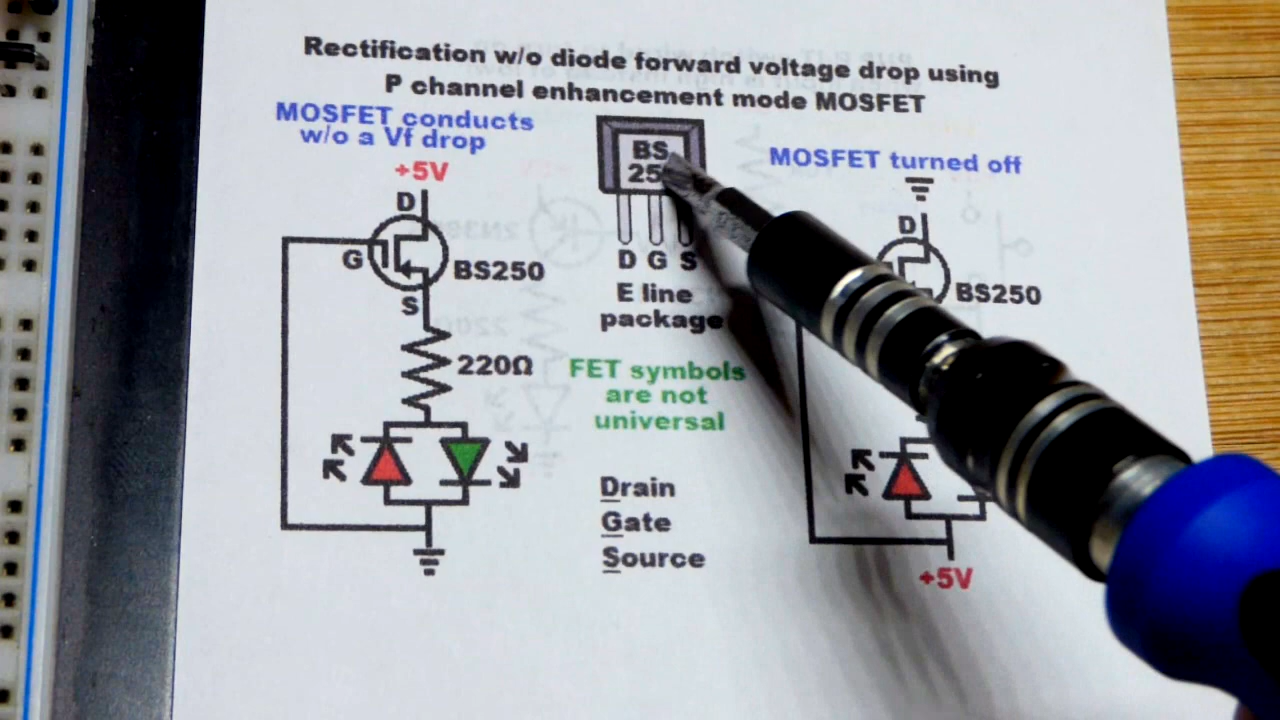 Rectification w/o diode forward voltage drop using
P channel enhancement mode MOSFET
MOSFET conducts
w/o a Vf drop
+5V
D
G
S
BS250
220Ω
BS
25
D G S
E line
package
FET symbols
are not
universal
Drain
Gate
Source
MOSFET turned off
D
BS250
+5V